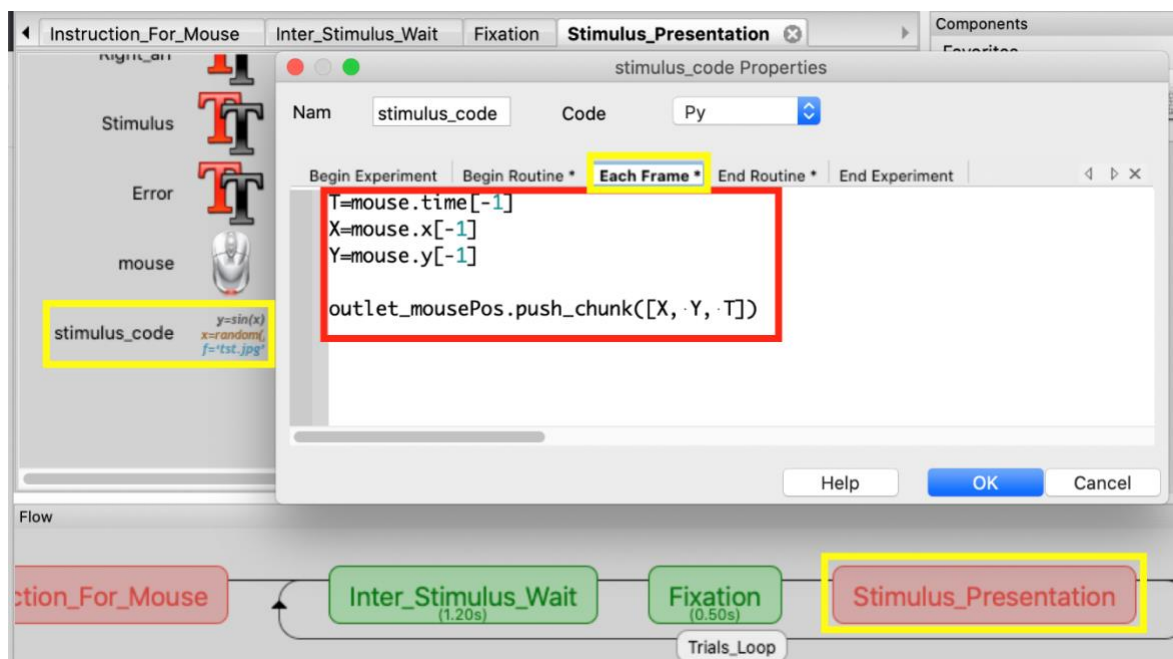 Instruction_For_Mouse Inter_Stimulus_Wait Fixation Stimulus_Presentation
Components
stimulus_code Properties
Stimulus
Error
mouse
stimulus_code
y=sin(x)
x=random(,
f='tst.jpg'
Nam stimulus_code Code Py
Begin Experiment Begin Routine * Each Frame * End Routine * End Experiment
T=mouse.time[-1]
X=mouse.x[-1]
Y=mouse.y[-1]
outlet_mousePos.push_chunk([X, Y, T])
Help OK Cancel
Flow
ction_For_Mouse
Inter_Stimulus_Wait
(1.20s)
Fixation
(0.50s)
Stimulus_Presentation
Trials_Loop